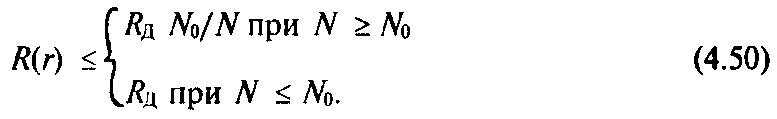 R_Д N₀/N при N ≥ N₀
R(r) ≤ { (4.50)
R_Д при N ≤ N₀.